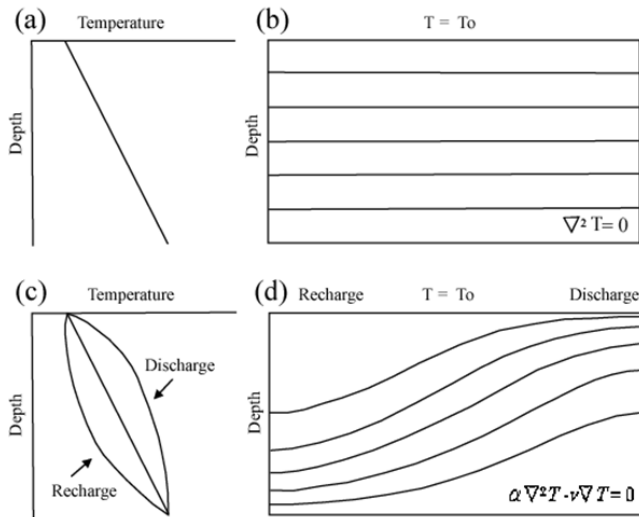 (a)
Temperature
Depth
(b)
T = To
Depth
∇² T = 0
(c)
Temperature
Depth
Discharge
Recharge
(d)
Recharge T = To Discharge
Depth
α∇²T - v∇T = 0